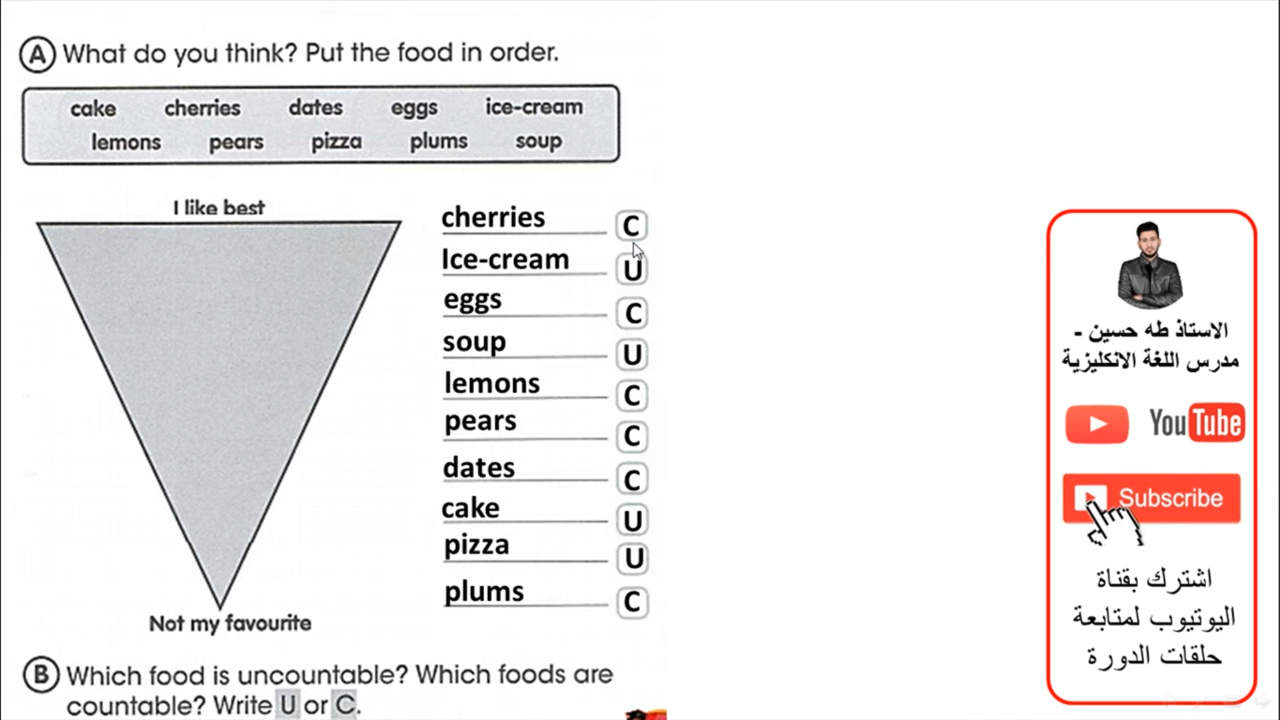 A What do you think? Put the food in order.
cake cherries dates eggs ice-cream
lemons pears pizza plums soup
I like best
cherries C
Ice-cream U
eggs C
soup U
lemons C
pears C
dates C
cake U
pizza U
plums C
Not my favourite
B Which food is uncountable? Which foods are
countable? Write U or C.
الاستاذ طه حسين -
مدرس اللغة الانكليزية
YouTube
Subscribe
اشترك بقناة
اليوتيوب لمتابعة
حلقات الدورة